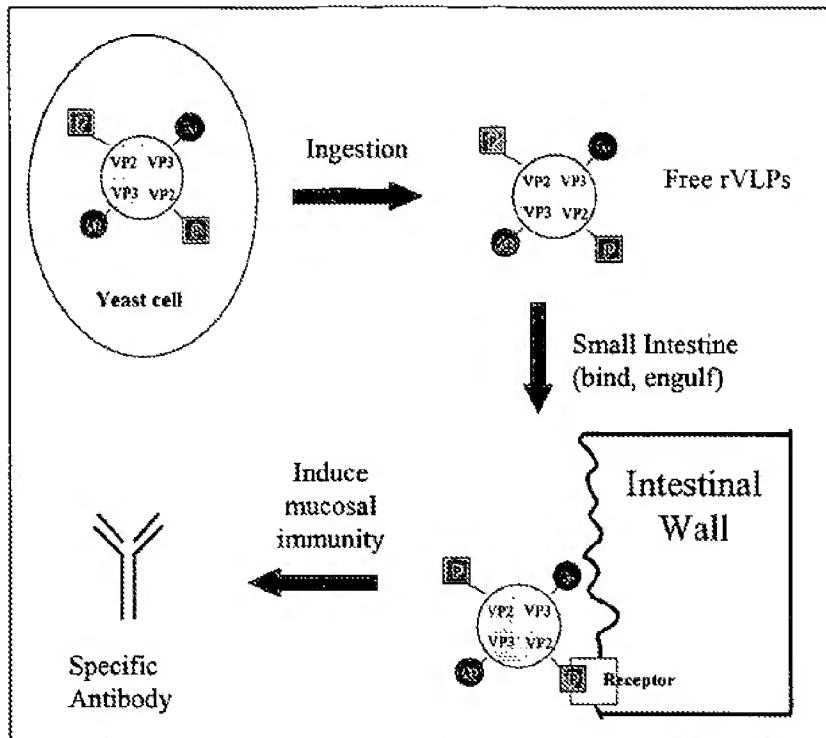 P
VP2 VP3
VP3 VP2
P
Yeast cell
Ingestion
P
VP2 VP3
VP3 VP2
P
Free rVLPs
Small Intestine
(bind, engulf)
Intestinal
Wall
Induce
mucosal
immunity
P
VP2 VP3
VP3 VP2
P
Receptor
Specific
Antibody